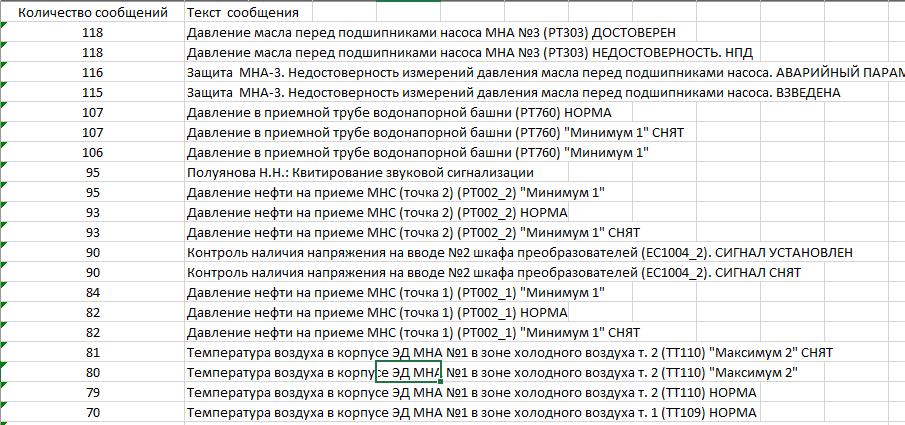 Количество сообщений Текст сообщения
118 Давление масла перед подшипниками насоса МНА №3 (PT303) ДОСТОВЕРЕН
118 Давление масла перед подшипниками насоса МНА №3 (PT303) НЕДОСТОВЕРНОСТЬ. НПД
116 Защита МНА-3. Недостоверность измерений давления масла перед подшипниками насоса. АВАРИЙНЫЙ ПАРАМ
115 Защита МНА-3. Недостоверность измерений давления масла перед подшипниками насоса. ВЗВЕДЕНА
107 Давление в приемной трубе водонапорной башни (PT760) НОРМА
107 Давление в приемной трубе водонапорной башни (PT760) "Минимум 1" СНЯТ
106 Давление в приемной трубе водонапорной башни (PT760) "Минимум 1"
95 Полуянова Н.Н.: Квитирование звуковой сигнализации
95 Давление нефти на приеме МНС (точка 2) (PT002_2) "Минимум 1"
93 Давление нефти на приеме МНС (точка 2) (PT002_2) НОРМА
93 Давление нефти на приеме МНС (точка 2) (PT002_2) "Минимум 1" СНЯТ
90 Контроль наличия напряжения на вводе №2 шкафа преобразователей (EC1004_2). СИГНАЛ УСТАНОВЛЕН
90 Контроль наличия напряжения на вводе №2 шкафа преобразователей (EC1004_2). СИГНАЛ СНЯТ
84 Давление нефти на приеме МНС (точка 1) (PT002_1) "Минимум 1"
82 Давление нефти на приеме МНС (точка 1) (PT002_1) НОРМА
82 Давление нефти на приеме МНС (точка 1) (PT002_1) "Минимум 1" СНЯТ
81 Температура воздуха в корпусе ЭД МНА №1 в зоне холодного воздуха т. 2 (TT110) "Максимум 2" СНЯТ
80 Температура воздуха в корпусе ЭД МНА №1 в зоне холодного воздуха т. 2 (TT110) "Максимум 2"
79 Температура воздуха в корпусе ЭД МНА №1 в зоне холодного воздуха т. 2 (TT110) НОРМА
70 Температура воздуха в корпусе ЭД МНА №1 в зоне холодного воздуха т. 1 (TT109) НОРМА